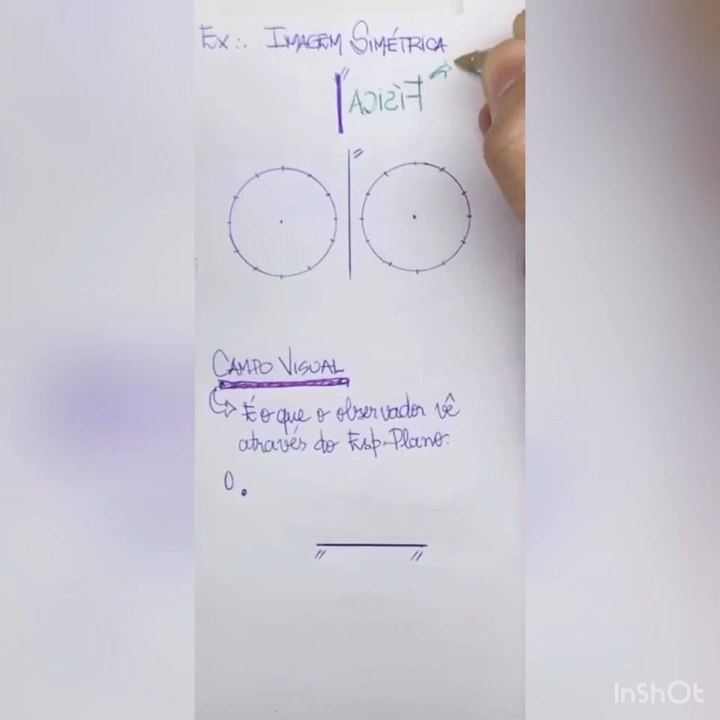 Ex.: IMAGEM SIMÉTRICA
FÍSICA
CAMPO VISUAL
É o que o observador vê
através do Esp. Plano.
O.
InShOt